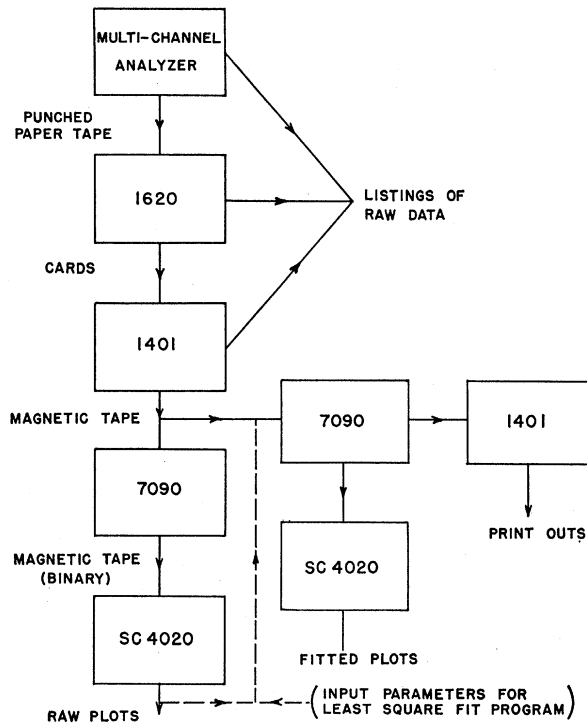 MULTI-CHANNEL
ANALYZER
PUNCHED
PAPER TAPE
1620
LISTINGS OF
RAW DATA
CARDS
1401
MAGNETIC TAPE
7090
1401
7090
PRINT OUTS
MAGNETIC TAPE
(BINARY)
SC 4020
SC 4020
FITTED PLOTS
RAW PLOTS
(INPUT PARAMETERS FOR
LEAST SQUARE FIT PROGRAM)